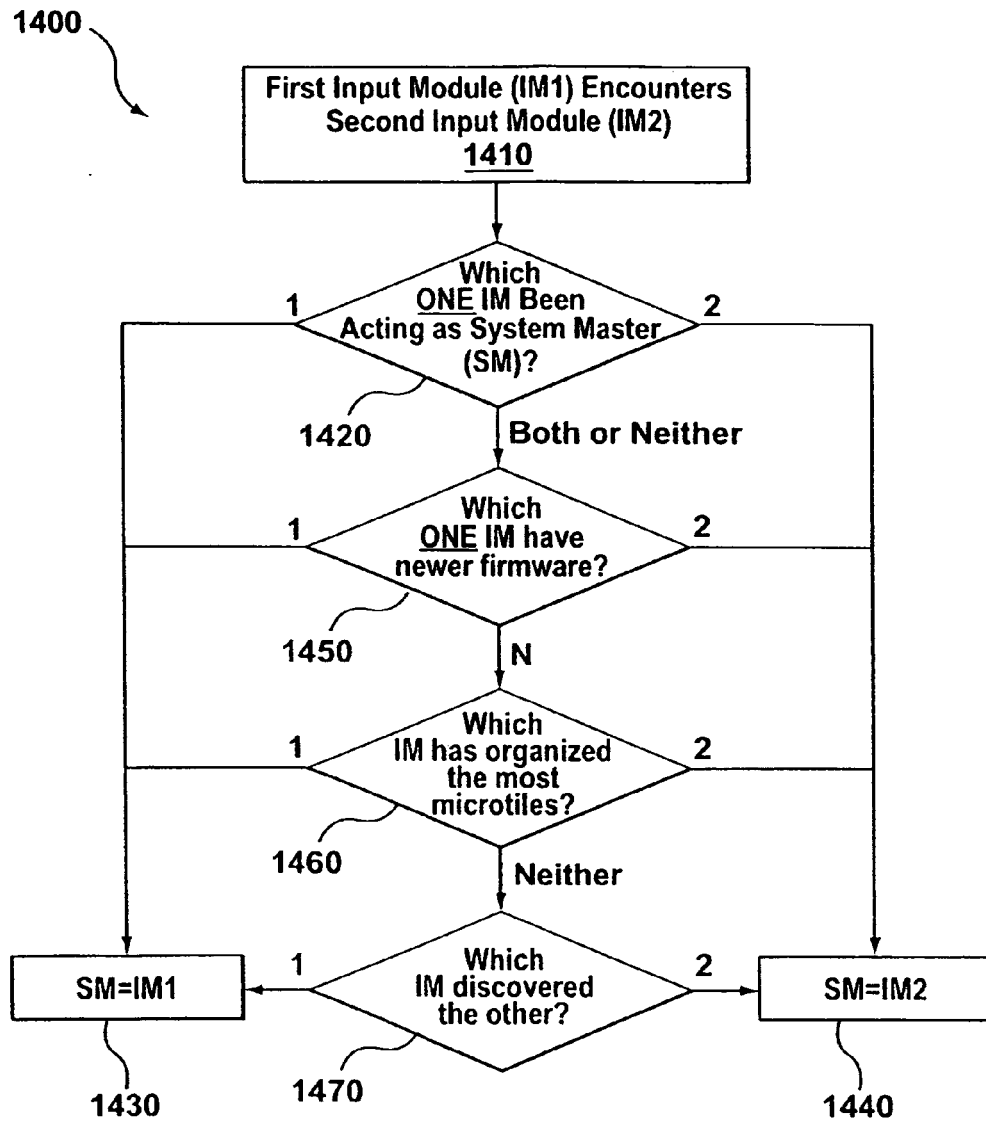 1400
First Input Module (IM1) Encounters
Second Input Module (IM2)
1410
Which
ONE IM Been
Acting as System Master
(SM)?
1
2
1420
Both or Neither
Which
ONE IM have
newer firmware?
1
2
1450
N
Which
IM has organized
the most
microtiles?
1
2
1460
Neither
Which
IM discovered
the other?
1
2
SM=IM1
SM=IM2
1470
1430
1440